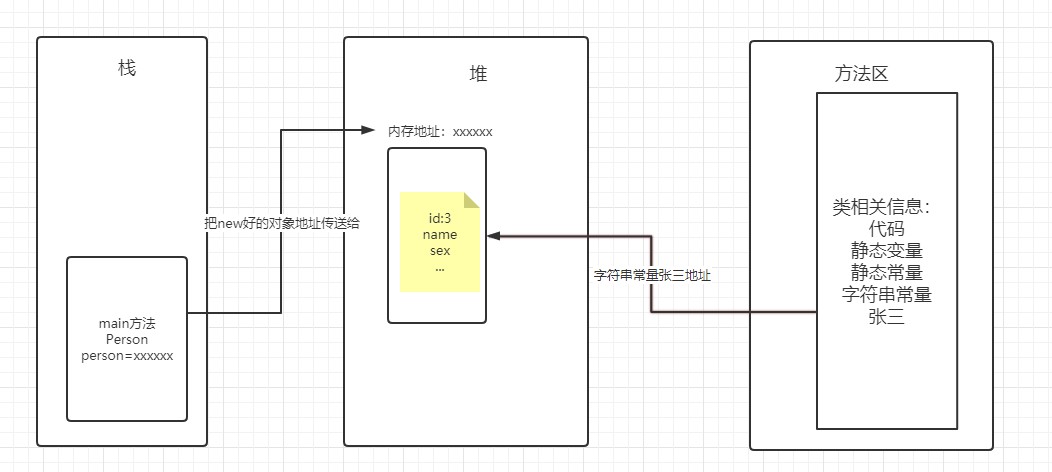 栈
把new好的对象地址传送给
main方法
Person
person=xxxxxx
堆
内存地址：xxxxxx
id:3
name
sex
...
字符串常量张三地址
方法区
类相关信息：
代码
静态变量
静态常量
字符串常量
张三